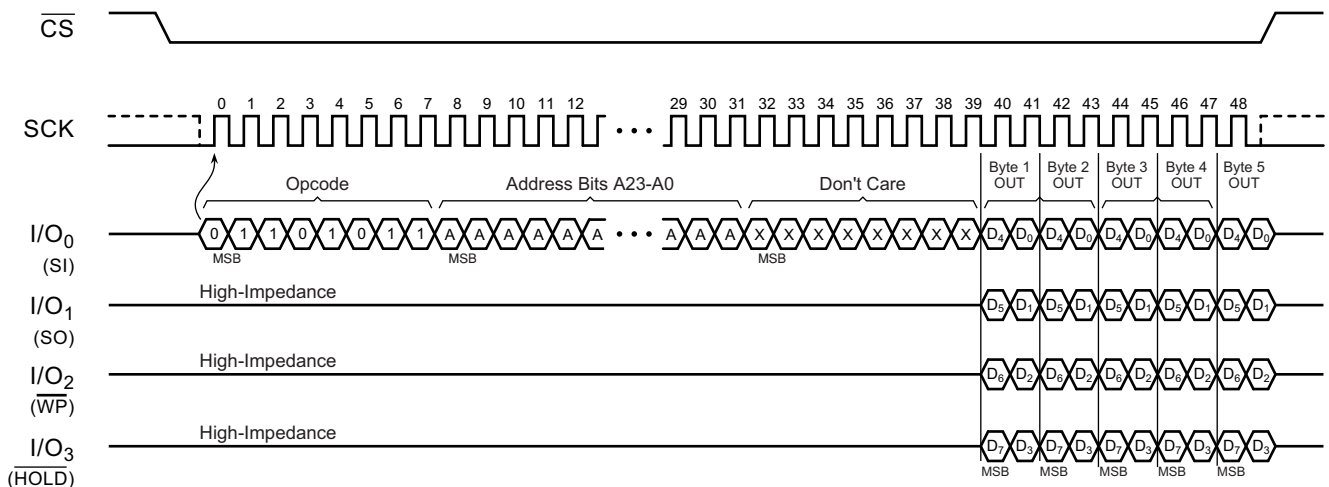 CS
SCK
0 1 2 3 4 5 6 7 8 9 10 11 12 29 30 31 32 33 34 35 36 37 38 39 40 41 42 43 44 45 46 47 48
• • •
Opcode
Address Bits A23-A0
Don't Care
Byte 1 OUT
Byte 2 OUT
Byte 3 OUT
Byte 4 OUT
Byte 5 OUT
I/O0
(SI)
0 1 1 0 1 0 1 1 A A A A A A • • • A A A X X X X X X X X D4 D0 D4 D0 D4 D0 D4 D0 D4 D0
MSB MSB MSB
I/O1
(SO)
High-Impedance
D5 D1 D5 D1 D5 D1 D5 D1 D5 D1
I/O2
(WP)
High-Impedance
D6 D2 D6 D2 D6 D2 D6 D2 D6 D2
I/O3
(HOLD)
High-Impedance
D7 D3 D7 D3 D7 D3 D7 D3 D7 D3
MSB MSB MSB MSB MSB